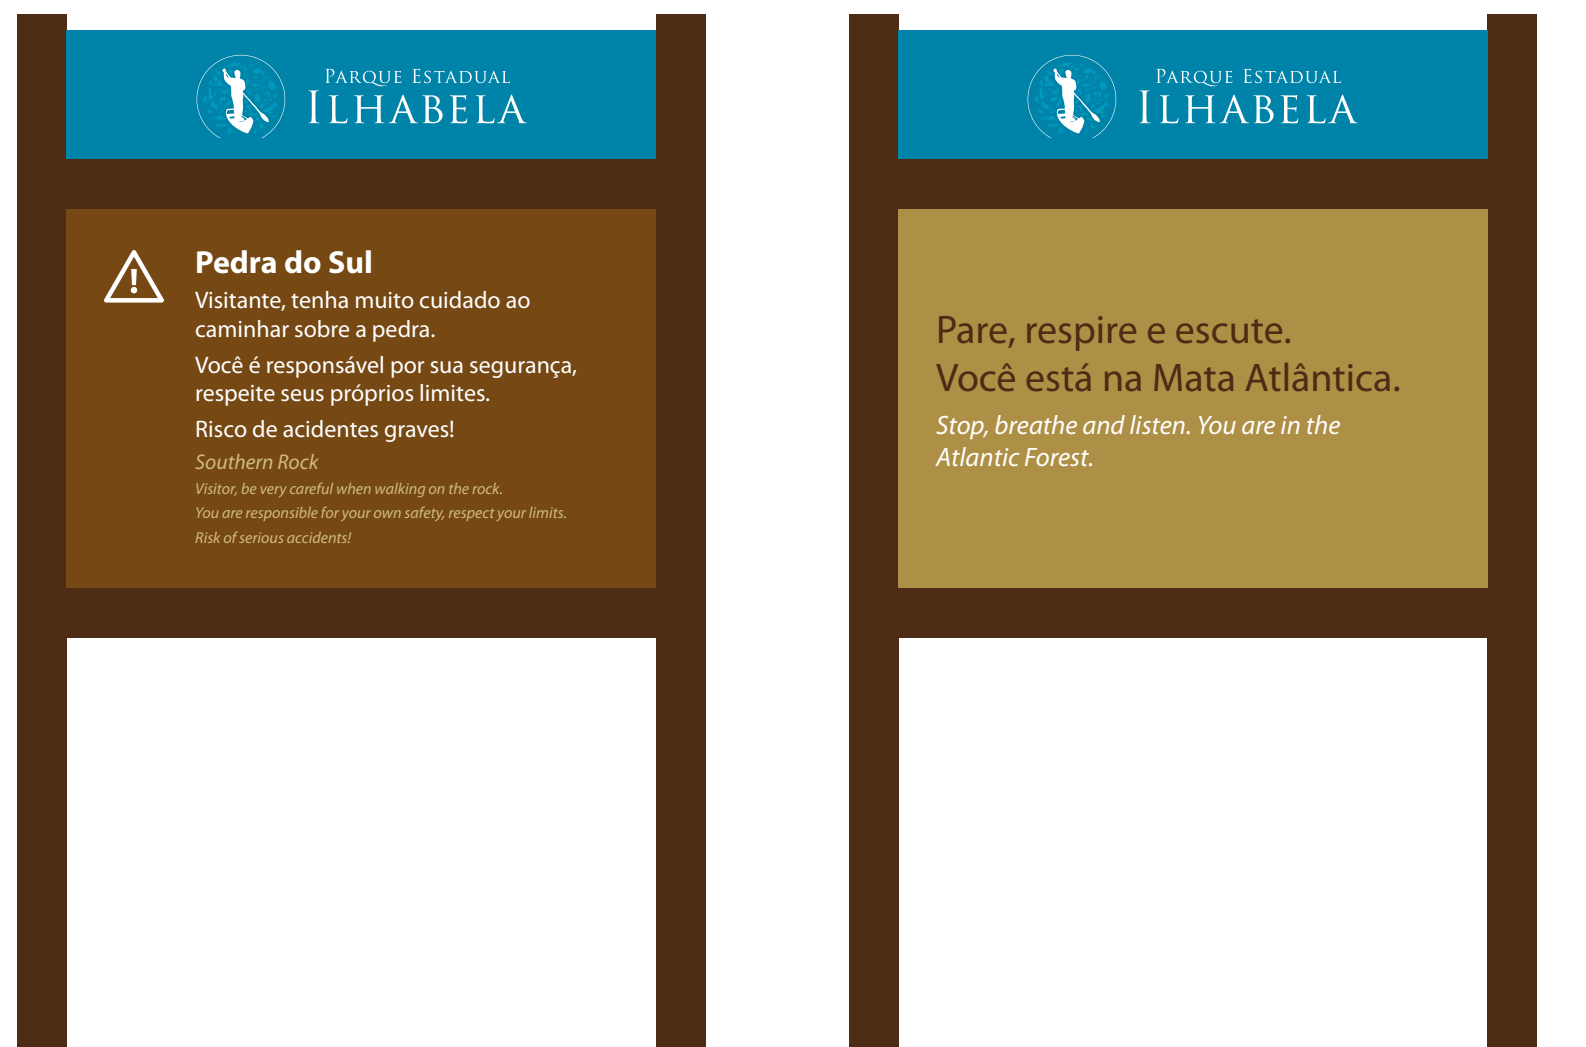 Parque Estadual
Ilhabela
Pedra do Sul
Visitante, tenha muito cuidado ao
caminhar sobre a pedra.
Você é responsável por sua segurança,
respeite seus próprios limites.
Risco de acidentes graves!
Southern Rock
Visitor, be very careful when walking on the rock.
You are responsible for your own safety, respect your limits.
Risk of serious accidents!
Parque Estadual
Ilhabela
Pare, respire e escute.
Você está na Mata Atlântica.
Stop, breathe and listen. You are in the
Atlantic Forest.